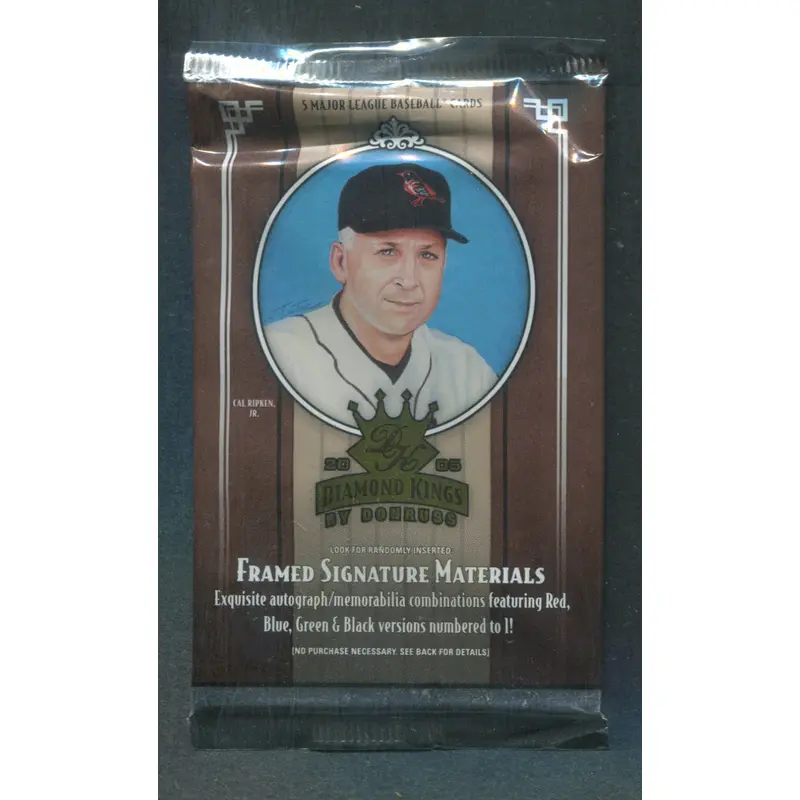 5 MAJOR LEAGUE BASEBALL CARDS
CAL RIPKEN,
JR.
DK
20 05
DIAMOND KINGS
BY DONRUSS
LOOK FOR RANDOMLY INSERTED
FRAMED SIGNATURE MATERIALS
Exquisite autograph/memorabilia combinations featuring Red,
Blue, Green & Black versions numbered to 1!
(NO PURCHASE NECESSARY. SEE BACK FOR DETAILS)